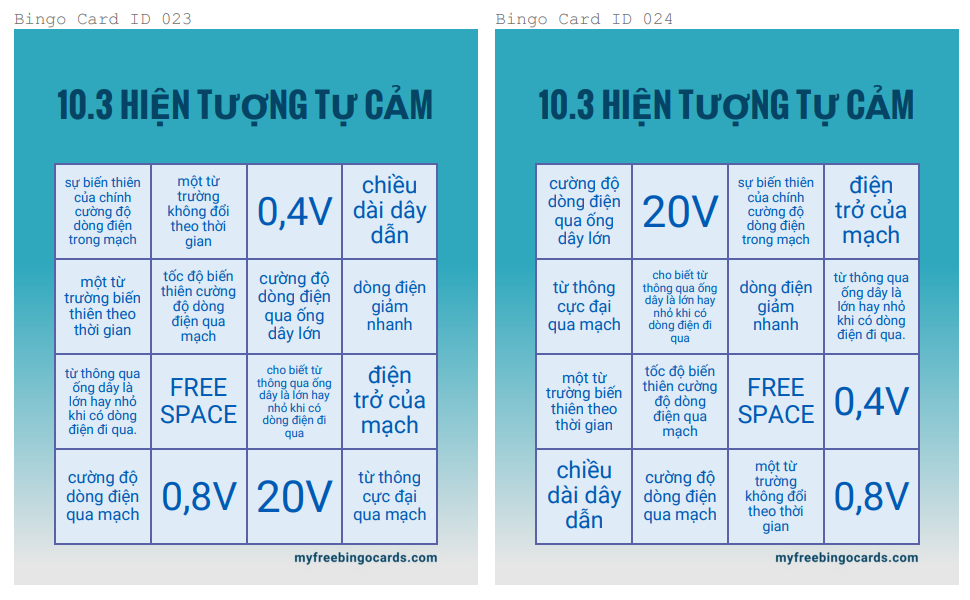 Bingo Card ID 023
10.3 HIỆN TƯỢNG TỰ CẢM
sự biến thiên
của chính
cường độ
dòng điện
trong mạch
một từ
trường
không đổi
theo thời
gian
0,4V
chiều
dài dây
dẫn
một từ
trường biến
thiên theo
thời gian
tốc độ biến
thiên cường
độ dòng
điện qua
mạch
cường độ
dòng điện
qua ống
dây lớn
dòng điện
giảm
nhanh
từ thông qua
ống dây là
lớn hay nhỏ
khi có dòng
điện đi qua.
FREE
SPACE
cho biết từ
thông qua ống
dây là lớn hay
nhỏ khi có
dòng điện đi
qua
điện
trở của
mạch
cường độ
dòng điện
qua mạch
0,8V
20V
từ thông
cực đại
qua mạch
myfreebingocards.com
Bingo Card ID 024
10.3 HIỆN TƯỢNG TỰ CẢM
cường độ
dòng điện
qua ống
dây lớn
20V
sự biến thiên
của chính
cường độ
dòng điện
trong mạch
điện
trở của
mạch
từ thông
cực đại
qua mạch
cho biết từ
thông qua ống
dây là lớn hay
nhỏ khi có
dòng điện đi
qua
dòng điện
giảm
nhanh
từ thông qua
ống dây là
lớn hay nhỏ
khi có dòng
điện đi qua.
một từ
trường biến
thiên theo
thời gian
tốc độ biến
thiên cường
độ dòng
điện qua
mạch
FREE
SPACE
0,4V
chiều
dài dây
dẫn
cường độ
dòng điện
qua mạch
một từ
trường
không đổi
theo thời
gian
0,8V
myfreebingocards.com